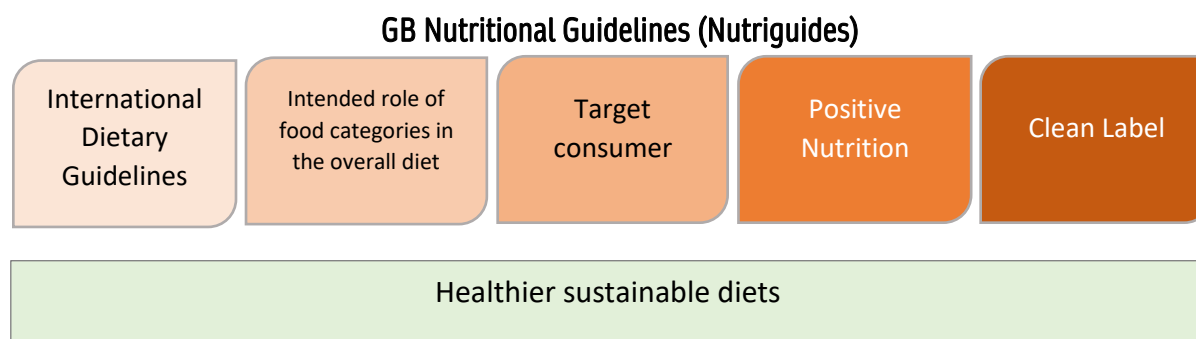 GB Nutritional Guidelines (Nutriguides)
International
Dietary
Guidelines
Intended role of
food categories in
the overall diet
Target
consumer
Positive
Nutrition
Clean Label
Healthier sustainable diets